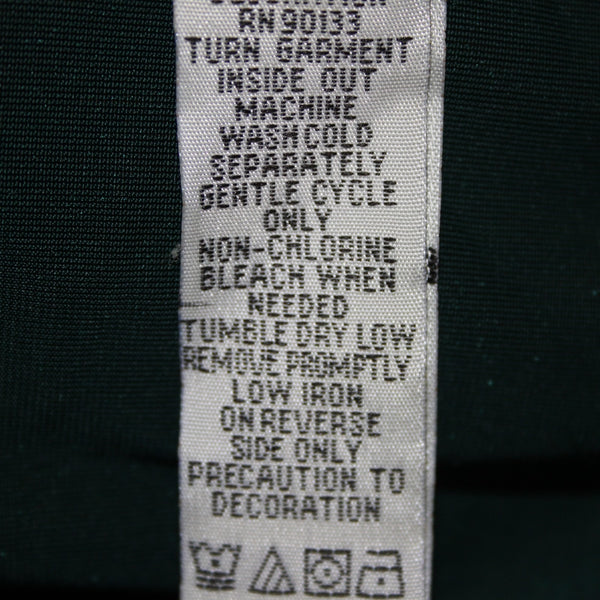 RN 90133
TURN GARMENT
INSIDE OUT
MACHINE
WASH COLD
SEPARATELY
GENTLE CYCLE
ONLY
NON-CHLORINE
BLEACH WHEN
NEEDED
TUMBLE DRY LOW
REMOVE PROMPTLY
LOW IRON
ON REVERSE
SIDE ONLY
PRECAUTION TO
DECORATION